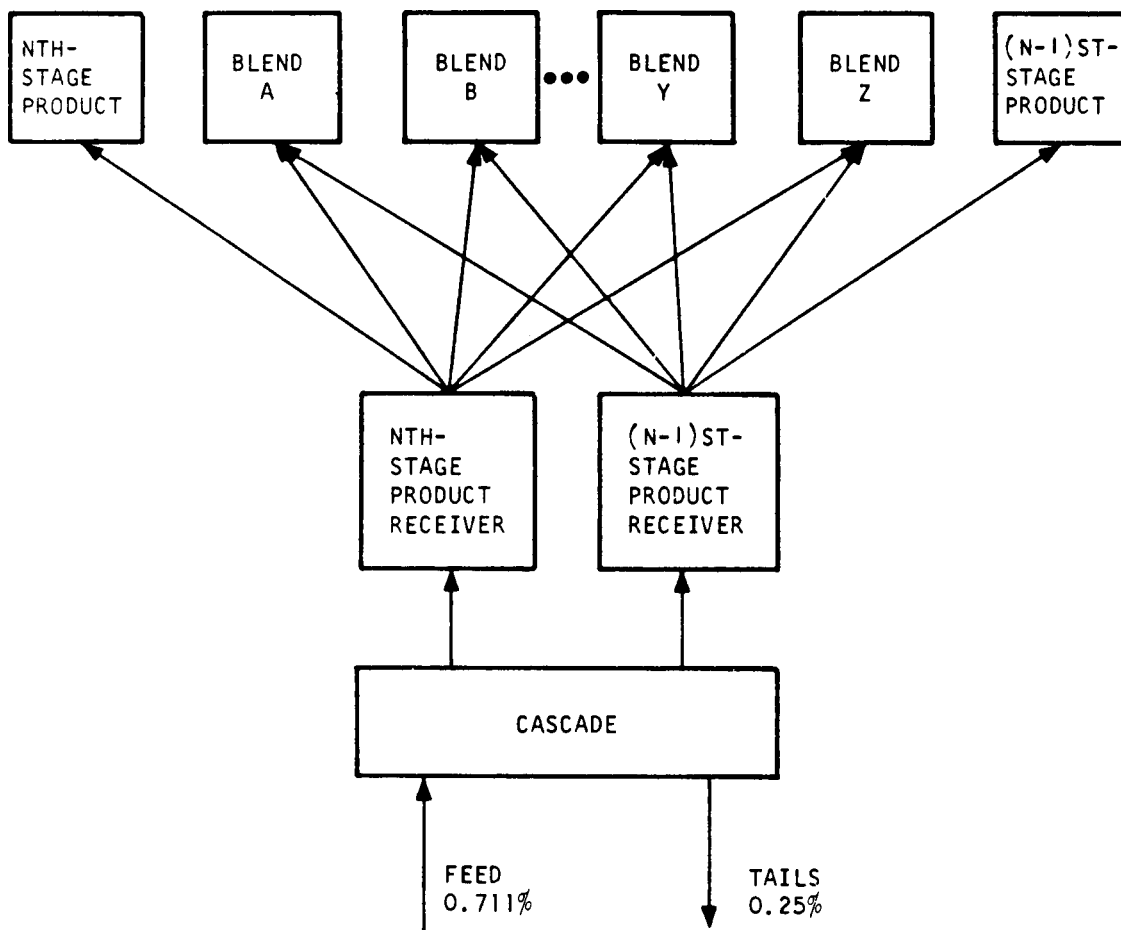 NTH-
STAGE
PRODUCT
BLEND
A
BLEND
B
BLEND
Y
BLEND
Z
(N-1)ST-
STAGE
PRODUCT
NTH-
STAGE
PRODUCT
RECEIVER
(N-1)ST-
STAGE
PRODUCT
RECEIVER
CASCADE
FEED
0.711%
TAILS
0.25%